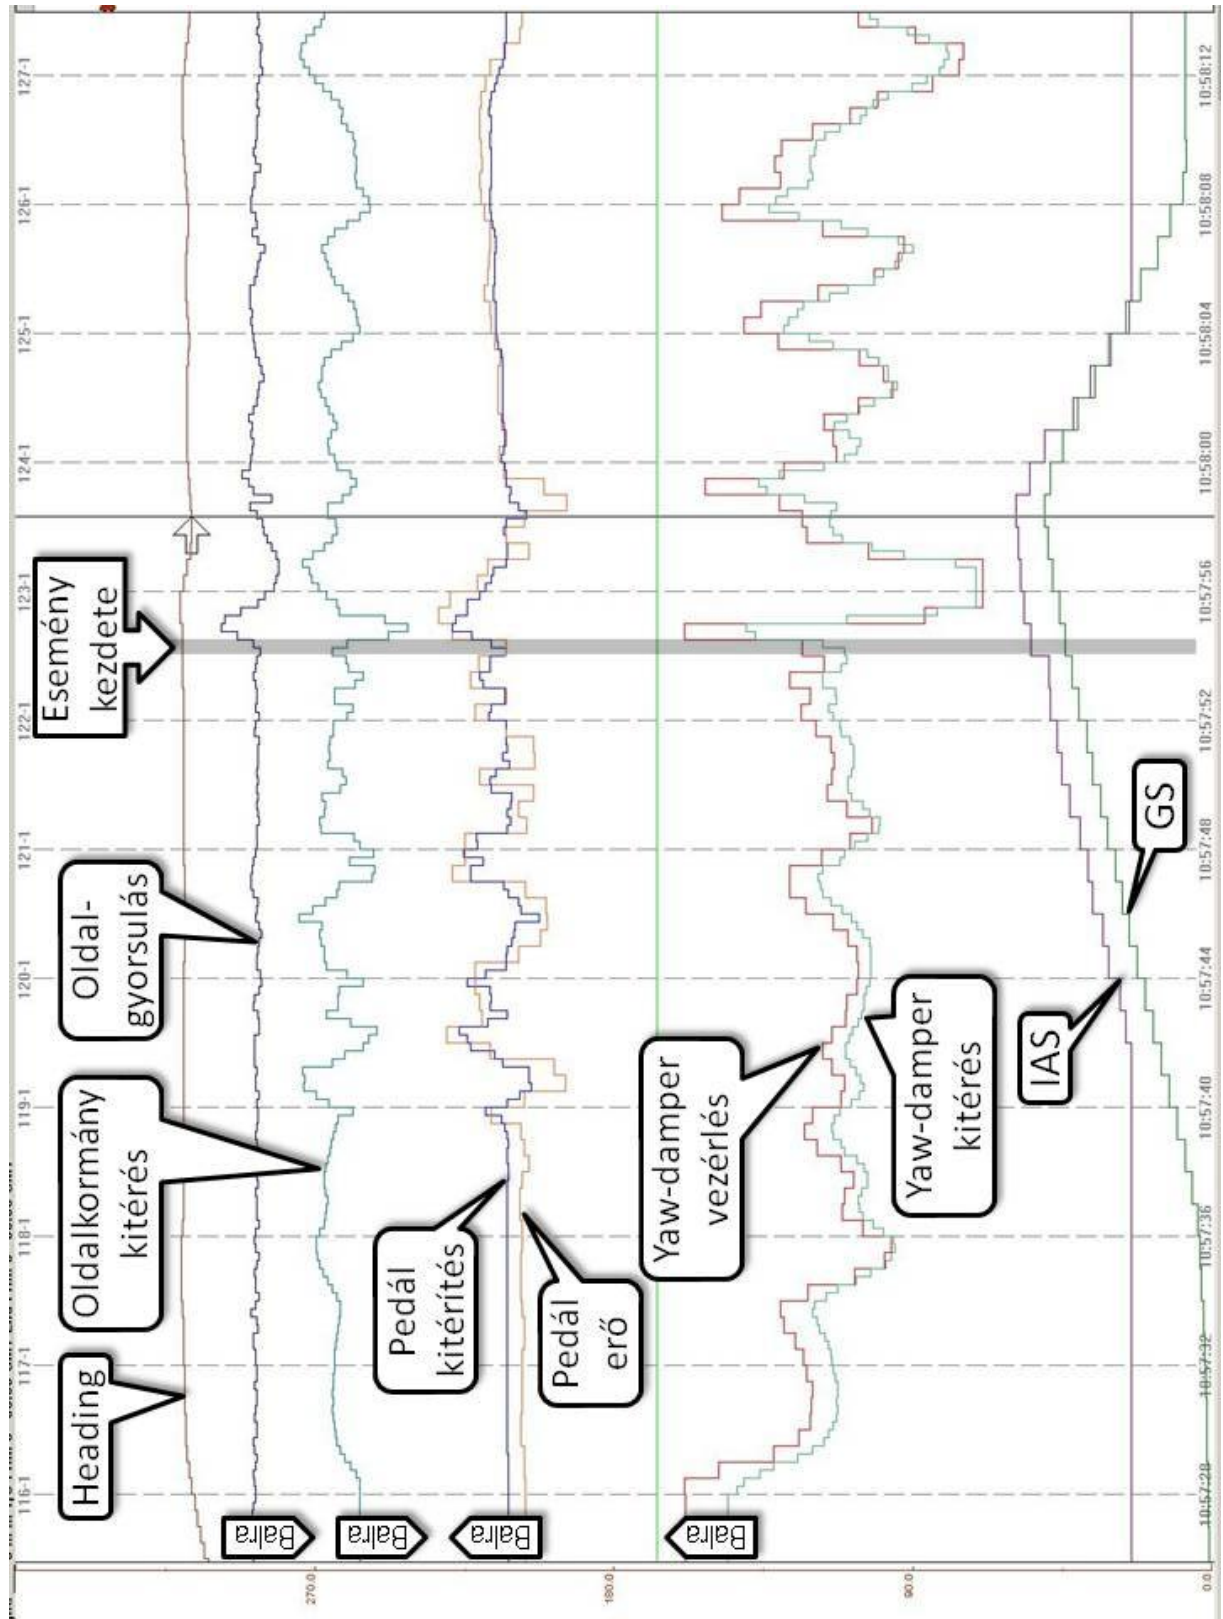 127-1
126-1
125-1
124-1
123-1
122-1
121-1
120-1
119-1
118-1
117-1
116-1
Esemény
kezdete
Oldal-
gyorsulás
Oldalkormány
kitérés
Heading
Pedál
kitérítés
Pedál
erő
Yaw-damper
vezérlés
Yaw-damper
kitérés
IAS
GS
Balra
Balra
Balra
Balra
270.0
180.0
90.0
0.0
10:57:28
10:57:32
10:57:36
10:57:40
10:57:44
10:57:48
10:57:52
10:57:56
10:58:00
10:58:04
10:58:08
10:58:12